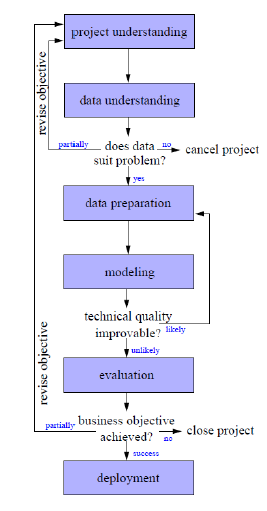 project understanding
revise objective
data understanding
partially
does data
suit problem?
no
cancel project
yes
data preparation
modeling
technical quality
improvable?
likely
unlikely
revise objective
evaluation
partially
business objective
achieved?
no
close project
success
deployment